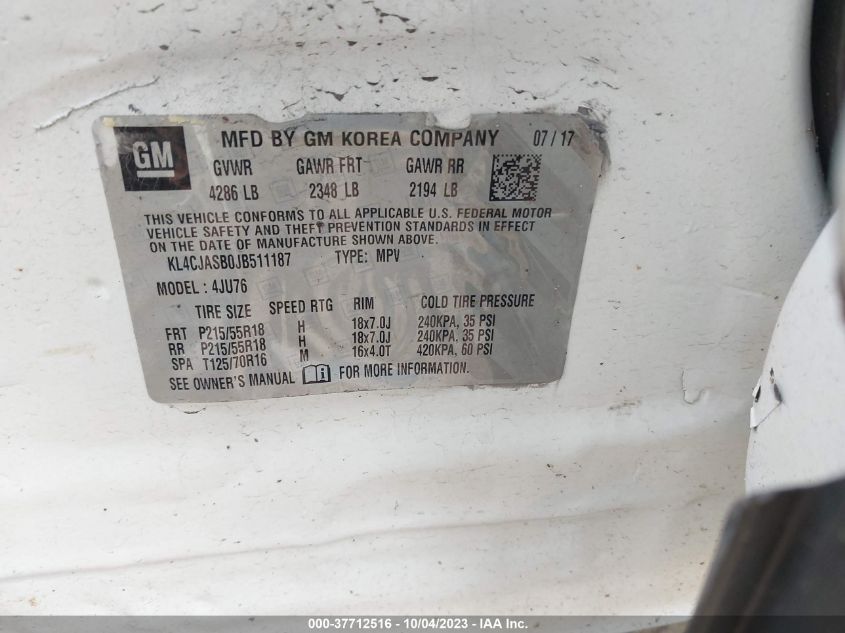 GM
MFD BY GM KOREA COMPANY 07 / 17
GVWR GAWR FRT GAWR RR
4286 LB 2348 LB 2194 LB
THIS VEHICLE CONFORMS TO ALL APPLICABLE U.S. FEDERAL MOTOR
VEHICLE SAFETY AND THEFT PREVENTION STANDARDS IN EFFECT
ON THE DATE OF MANUFACTURE SHOWN ABOVE.
KL4CJASB0JB511187 TYPE: MPV
MODEL : 4JU76
TIRE SIZE SPEED RTG RIM COLD TIRE PRESSURE
FRT P215/55R18 H 18x7.0J 240KPA, 35 PSI
RR P215/55R18 H 18x7.0J 240KPA, 35 PSI
SPA T125/70R16 M 16x4.0T 420KPA, 60 PSI
SEE OWNER'S MANUAL FOR MORE INFORMATION.
000-37712516 - 10/04/2023 - IAA Inc.